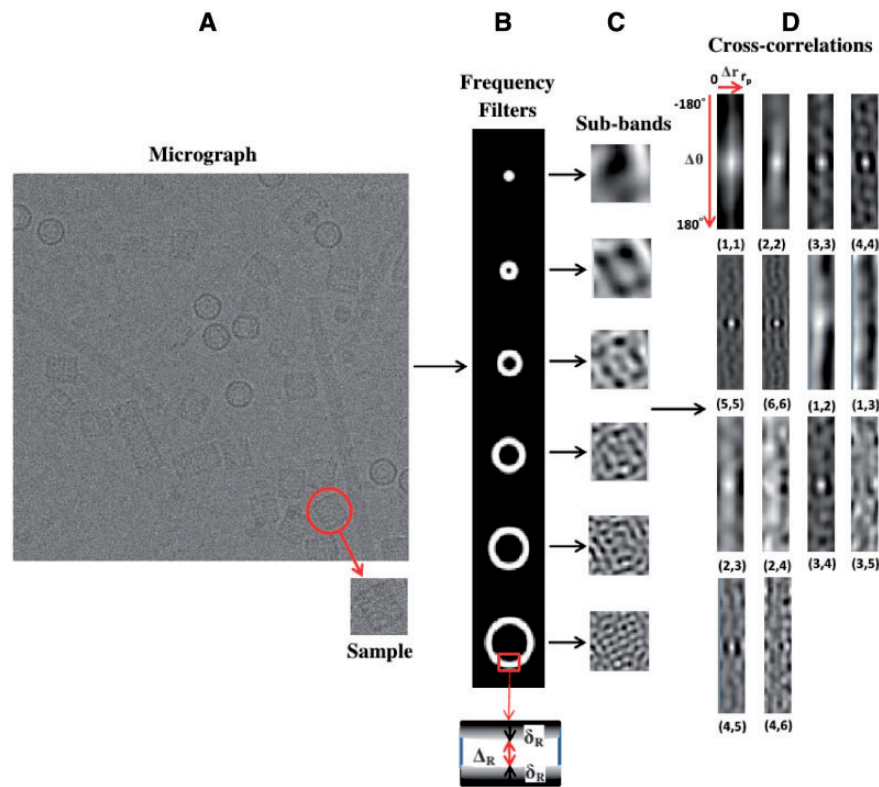 A
B
C
D
Cross-correlations
Frequency
Filters
Sub-bands
Micrograph
0 Δr rp
-180°
Δθ
180°
(1,1) (2,2) (3,3) (4,4)
(5,5) (6,6) (1,2) (1,3)
(2,3) (2,4) (3,4) (3,5)
(4,5) (4,6)
Sample
δR
ΔR
δR